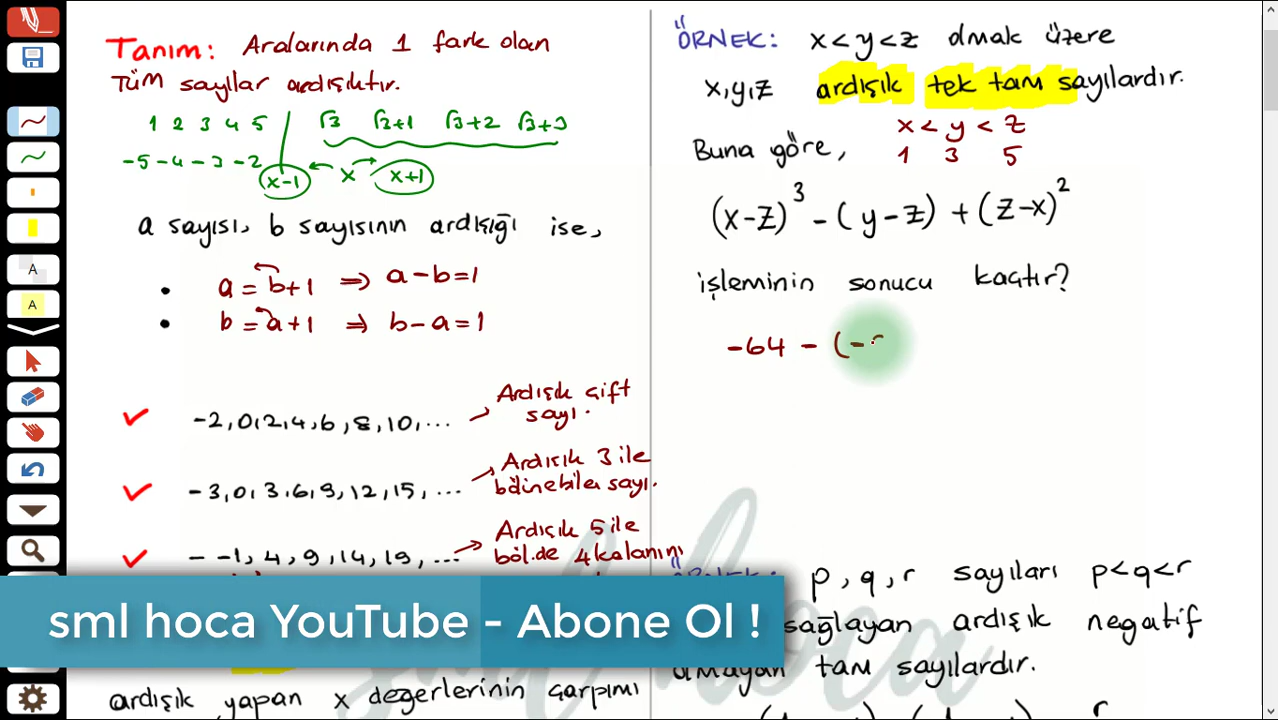 Tanım: Aralarında 1 fark olan
Tüm sayılar ardışıktır.
1 2 3 4 5 √3 √3+1 √3+2 √3+3
-5 -4 -3 -2 x-1 x x+1
a sayısı, b sayısının ardışığı ise,
• a = b+1 ⇒ a-b=1
• b = a+1 ⇒ b-a=1
✓ -2,0,2,4,6,8,10,... Ardışık çift
sayı.
✓ -3,0,3,6,9,12,15,... Ardışık 3 ile
bölünebilen sayı.
✓ - -1,4,9,14,19,... Ardışık 5 ile
böl.de 4 kalanını
ardışık yapan x değerlerinin çarpımı
ÖRNEK: x<y<z olmak üzere
x,y,z ardışık tek tam sayılardır.
x < y < z
Buna göre, 1 3 5
(x-z)³ - (y-z) + (z-x)²
işleminin sonucu kaçtır?
-64 - (-
ÖRNEK: p, q, r sayıları p<q<r
sağlayan ardışık negatif
olmayan tam sayılardır.
r
sml hoca YouTube - Abone Ol !
sml hoca
A
A